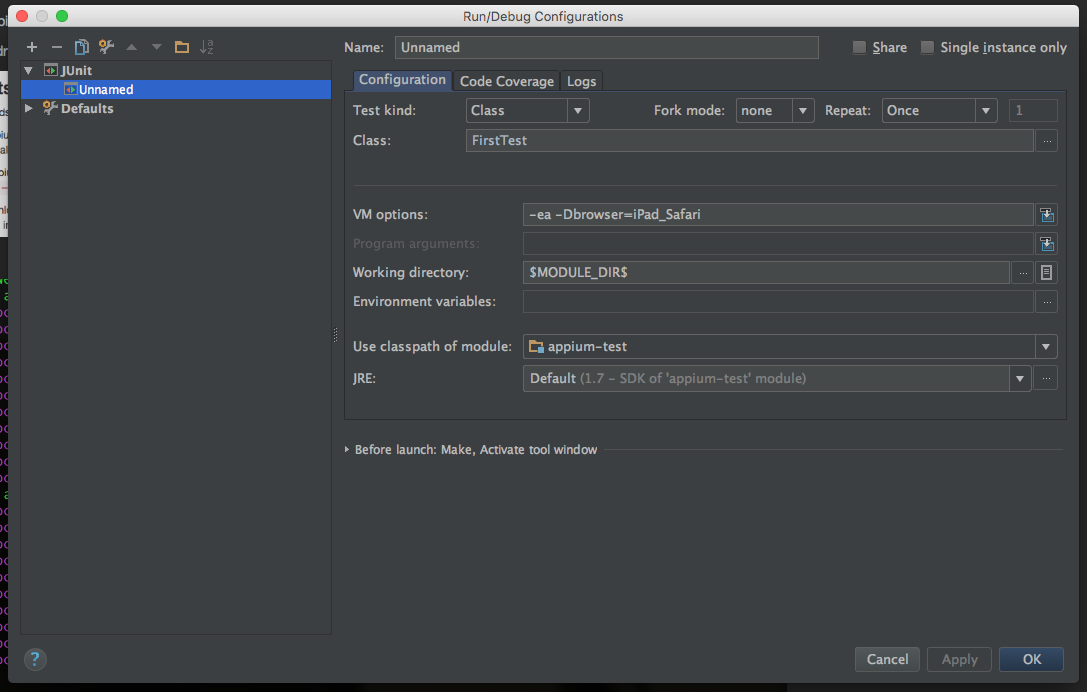 Run/Debug Configurations
Name: Unnamed Share Single instance only
JUnit
Unnamed
Defaults
Configuration Code Coverage Logs
Test kind: Class Fork mode: none Repeat: Once 1
Class: FirstTest ...
VM options: -ea -Dbrowser=iPad_Safari
Program arguments:
Working directory: $MODULE_DIR$ ...
Environment variables: ...
Use classpath of module: appium-test
JRE: Default (1.7 – SDK of 'appium-test' module) ...
Before launch: Make, Activate tool window
? Cancel Apply OK